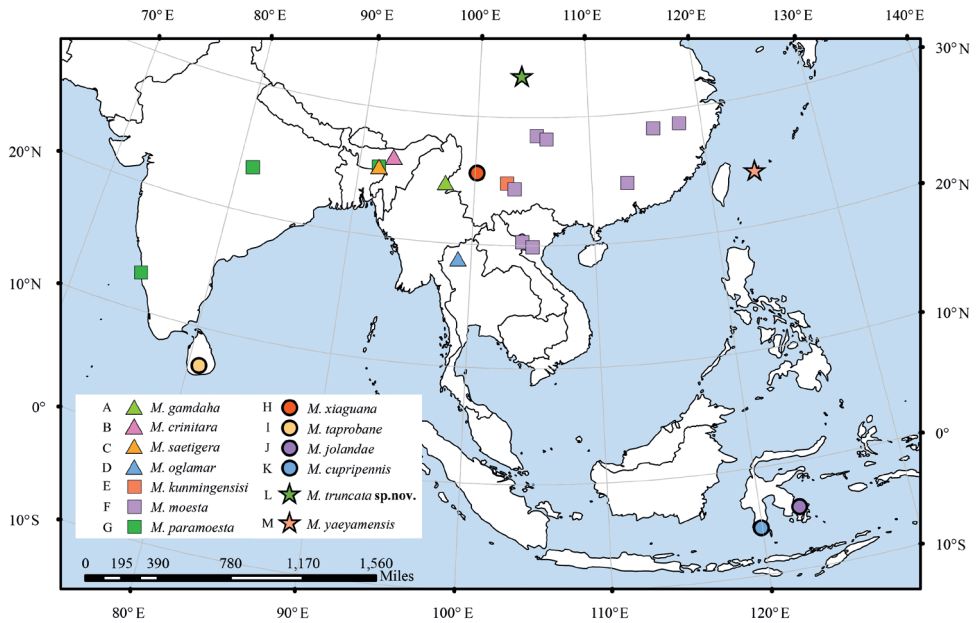 70°E 80°E 90°E 100°E 110°E 120°E 130°E 140°E
30°N
20°N
20°N
10°N
10°N
0°
0°
10°S
10°S
A M. gamdaha H M. xiaguana
B M. crinitara I M. taprobane
C M. saetigera J M. jolandae
D M. oglamar K M. cupripennis
E M. kunmingensisi L M. truncata sp.nov.
F M. moesta
G M. paramoesta M M. yaeyamensis
0 195 390 780 1,170 1,560
Miles
80°E 90°E 100°E 110°E 120°E